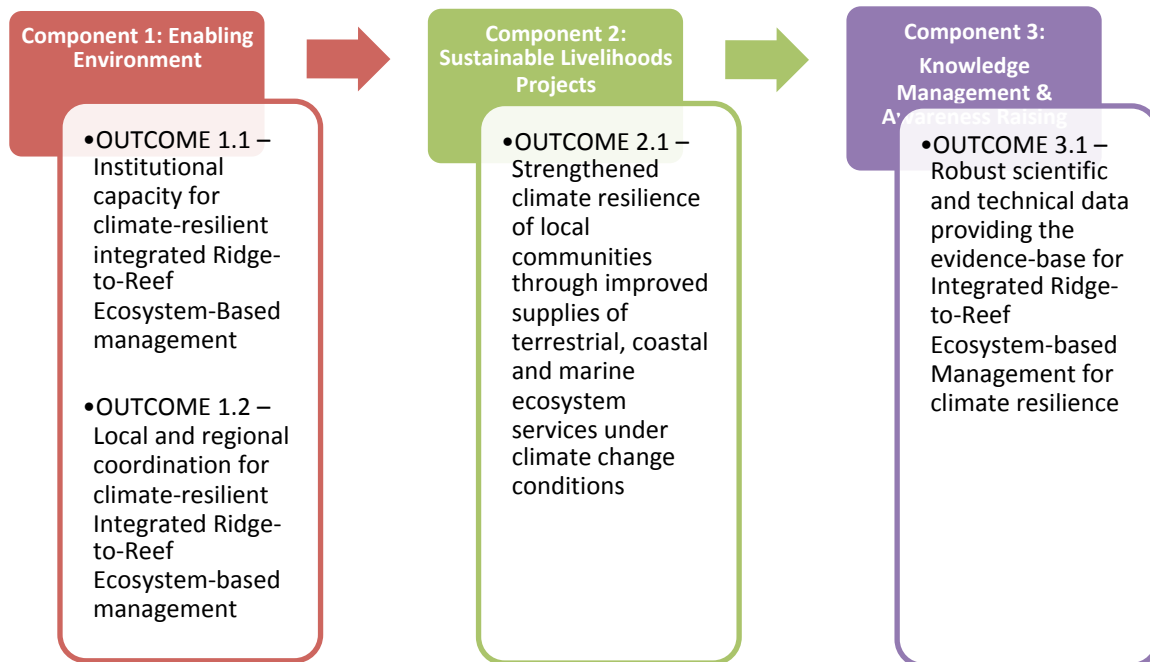 Component 1: Enabling
Environment
•OUTCOME 1.1 –
Institutional
capacity for
climate-resilient
integrated Ridge-
to-Reef
Ecosystem-Based
management
•OUTCOME 1.2 –
Local and regional
coordination for
climate-resilient
Integrated Ridge-
to-Reef
Ecosystem-based
management
Component 2:
Sustainable Livelihoods
Projects
•OUTCOME 2.1 –
Strengthened
climate resilience
of local
communities
through improved
supplies of
terrestrial, coastal
and marine
ecosystem
services under
climate change
conditions
Component 3:
Knowledge
Management &
Awareness Raising
•OUTCOME 3.1 –
Robust scientific
and technical data
providing the
evidence-base for
Integrated Ridge-
to-Reef
Ecosystem-based
Management for
climate resilience